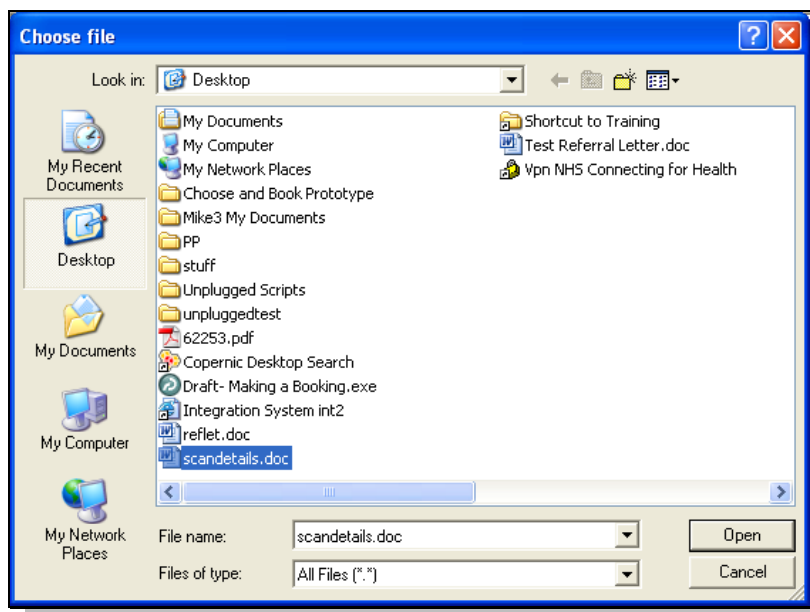 Choose file
Look in: Desktop
My Recent
Documents
Desktop
My Documents
My Computer
My Network
Places
My Documents
My Computer
My Network Places
Choose and Book Prototype
Mike3 My Documents
PP
stuff
Unplugged Scripts
unpluggedtest
62253.pdf
Copernic Desktop Search
Draft- Making a Booking.exe
Integration System int2
reflet.doc
scandetails.doc
Shortcut to Training
Test Referral Letter.doc
Vpn NHS Connecting for Health
File name: scandetails.doc Open
Files of type: All Files (*.*) Cancel